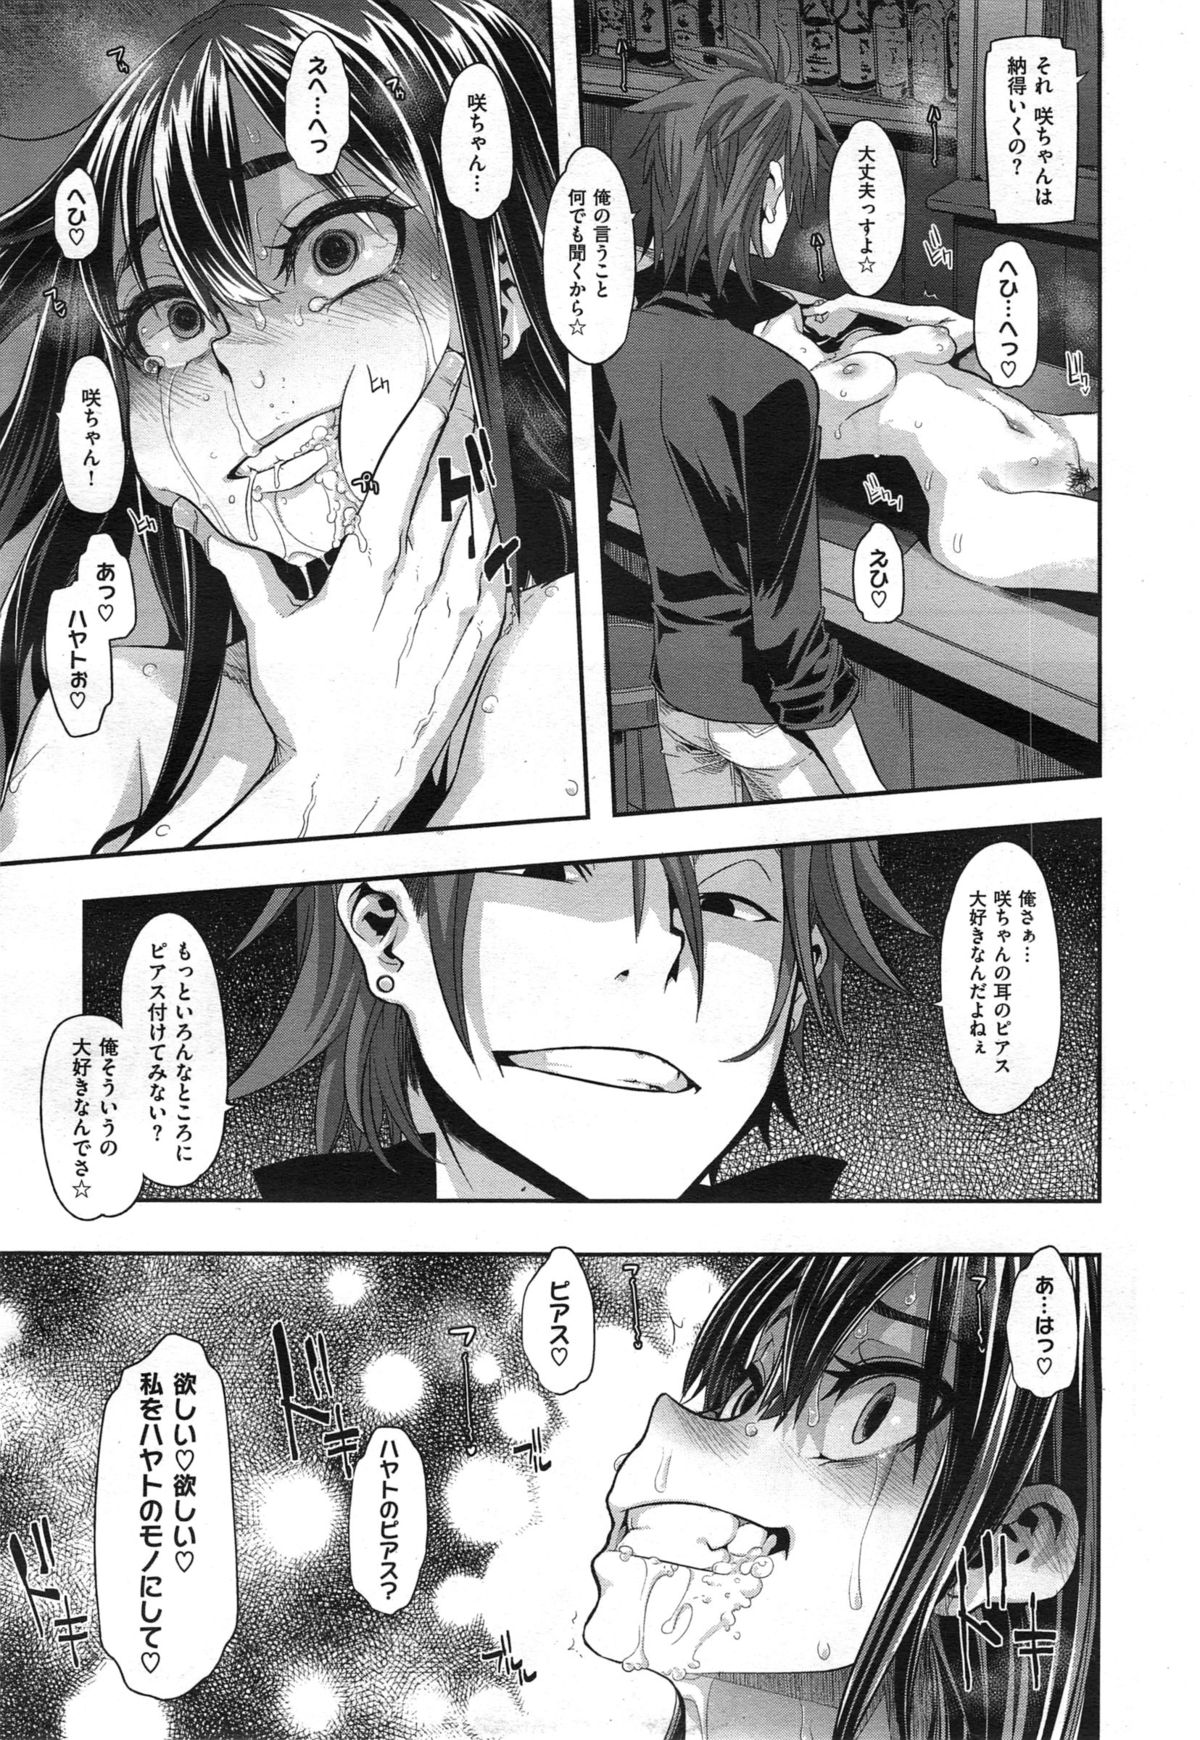 それ 咲ちゃんは
納得いくの？
大丈夫っすよ☆
へひ…へっ♡
俺の言うこと
何でも聞くから☆
えひ♡
咲ちゃん…
えへ…へっ
へひ♡
咲ちゃん！
あっ♡
ハヤトぉ♡
俺さぁ…
咲ちゃんの耳のピアス
大好きなんだよねぇ
もっといろんなところに
ピアス付けてみない？
俺そういうの
大好きなんでさ☆
あ…はっ♡
ピアス♡
ハヤトのピアス？
欲しい♡欲しい♡
私をハヤトのモノにして♡
ドキ
ドキ
ドキ